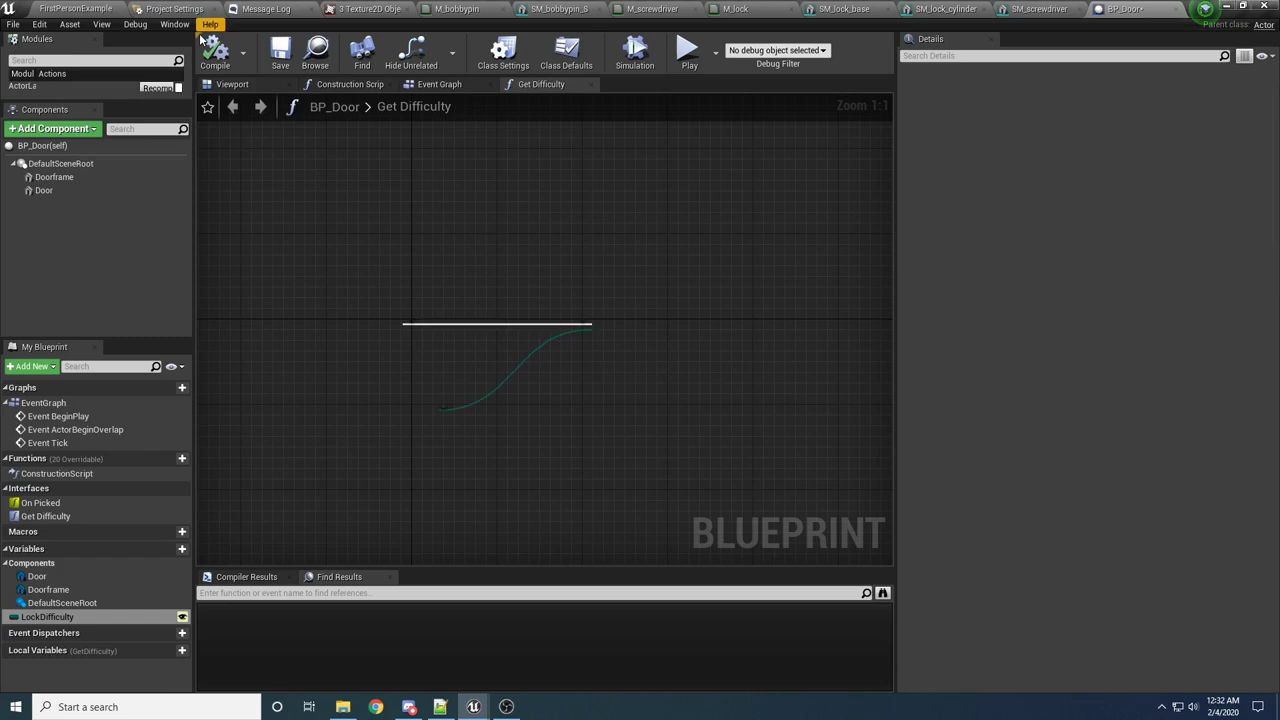 FirstPersonExample
Project Settings
Message Log
3 Texture2D Obje
M_bobbypin
SM_bobbypin_S
M_screwdriver
M_lock
SM_lock_base
SM_lock_cylinder
SM_screwdriver
BP_Door*
File Edit Asset View Debug Window Help
Parent class: Actor
Modules
Search
Modul Actions
ActorLa
Recomp
Components
+ Add Component
Search
BP_Door(self)
DefaultSceneRoot
Doorframe
Door
Compile
Save
Browse
Find
Hide Unrelated
Class Settings
Class Defaults
Simulation
Play
No debug object selected
Debug Filter
Viewport
Construction Scrip
Event Graph
Get Difficulty
BP_Door > Get Difficulty
Zoom 1:1
BLUEPRINT
Details
Search Details
My Blueprint
+ Add New
Search
Graphs
EventGraph
Event BeginPlay
Event ActorBeginOverlap
Event Tick
Functions (20 Overridable)
ConstructionScript
Interfaces
On Picked
Get Difficulty
Macros
Variables
Components
Door
Doorframe
DefaultSceneRoot
LockDifficulty
Event Dispatchers
Local Variables (GetDifficulty)
Compiler Results
Find Results
Enter function or event name to find references...
Start a search
12:32 AM
2/4/2020